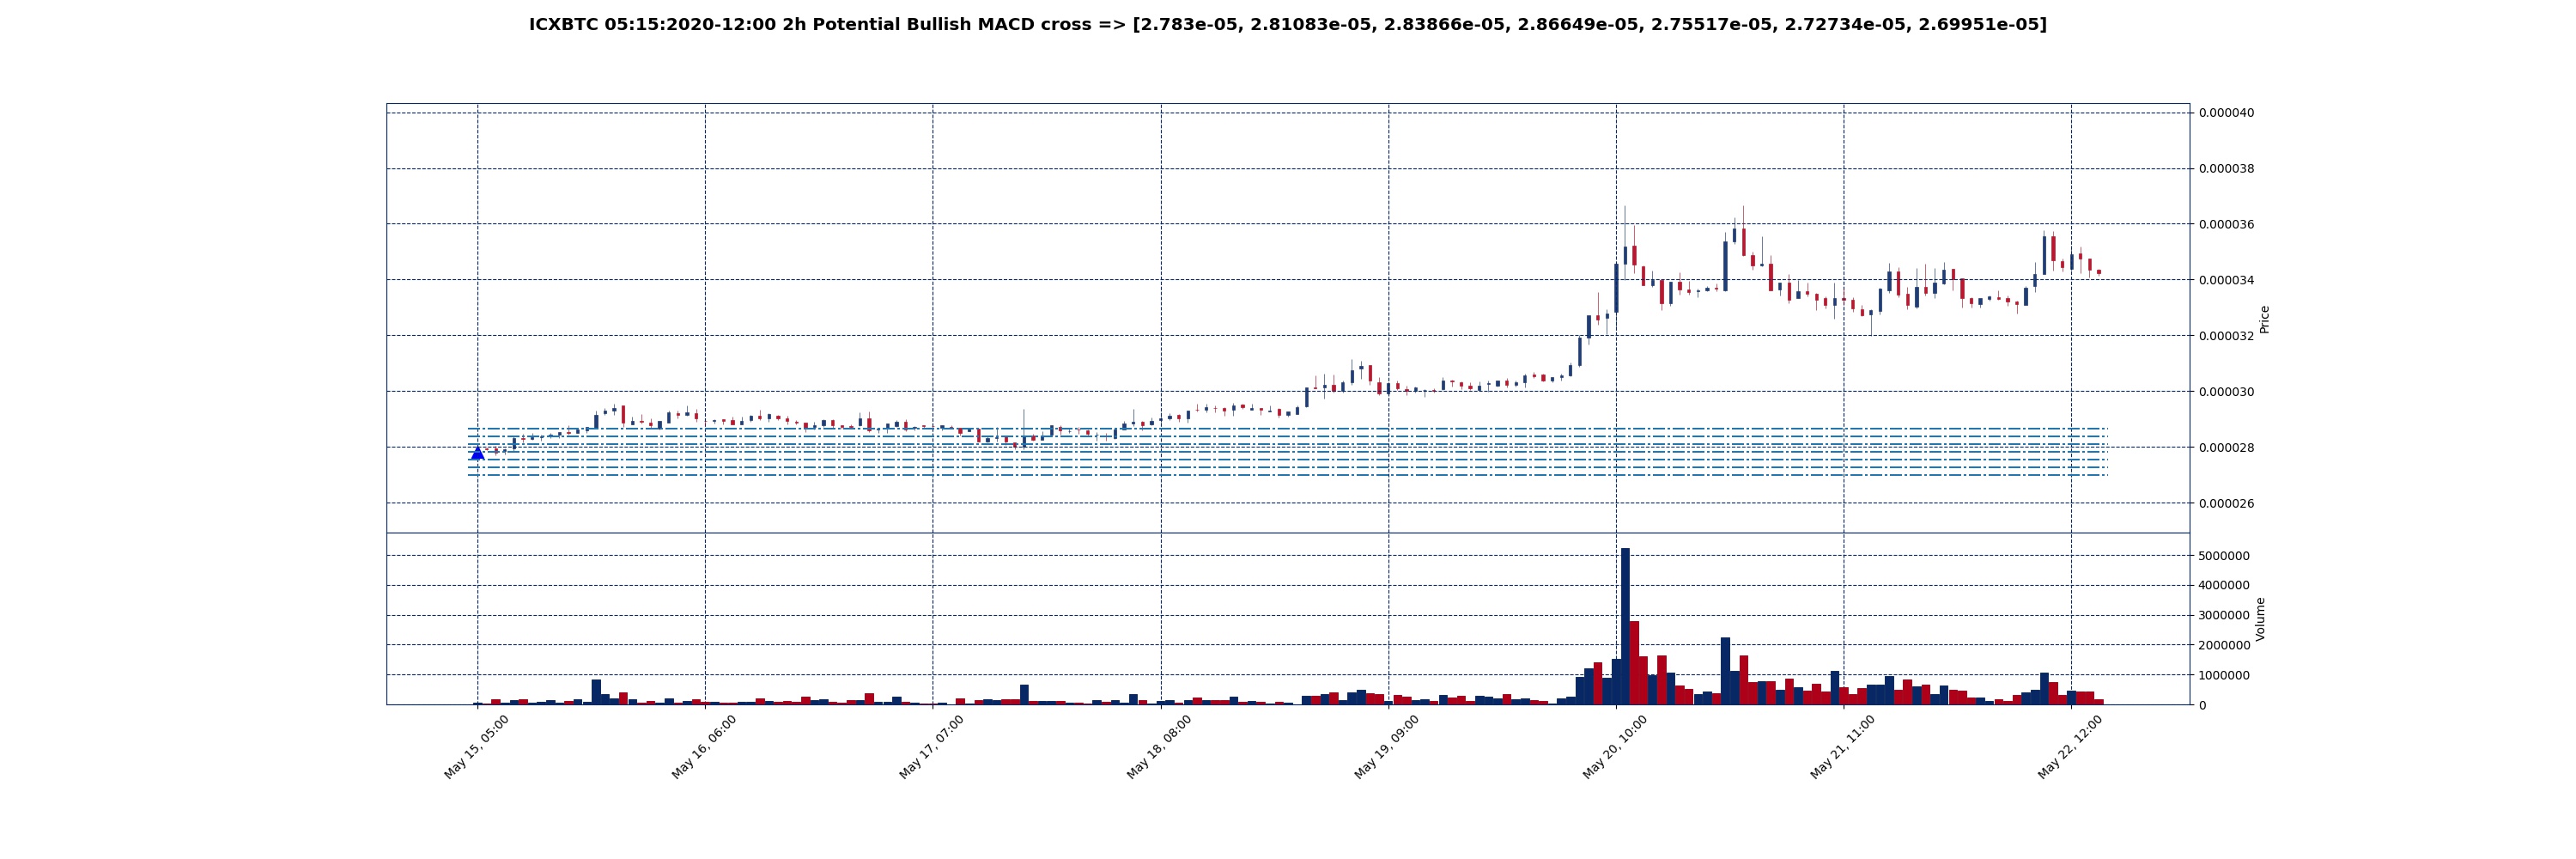 ICXBTC 05:15:2020-12:00 2h Potential Bullish MACD cross => [2.783e-05, 2.81083e-05, 2.83866e-05, 2.86649e-05, 2.75517e-05, 2.72734e-05, 2.69951e-05]
0.000040
0.000038
0.000036
0.000034
0.000032
0.000030
0.000028
0.000026
Price
5000000
4000000
3000000
2000000
1000000
0
Volume
May 15, 05:00
May 16, 06:00
May 17, 07:00
May 18, 08:00
May 19, 09:00
May 20, 10:00
May 21, 11:00
May 22, 12:00